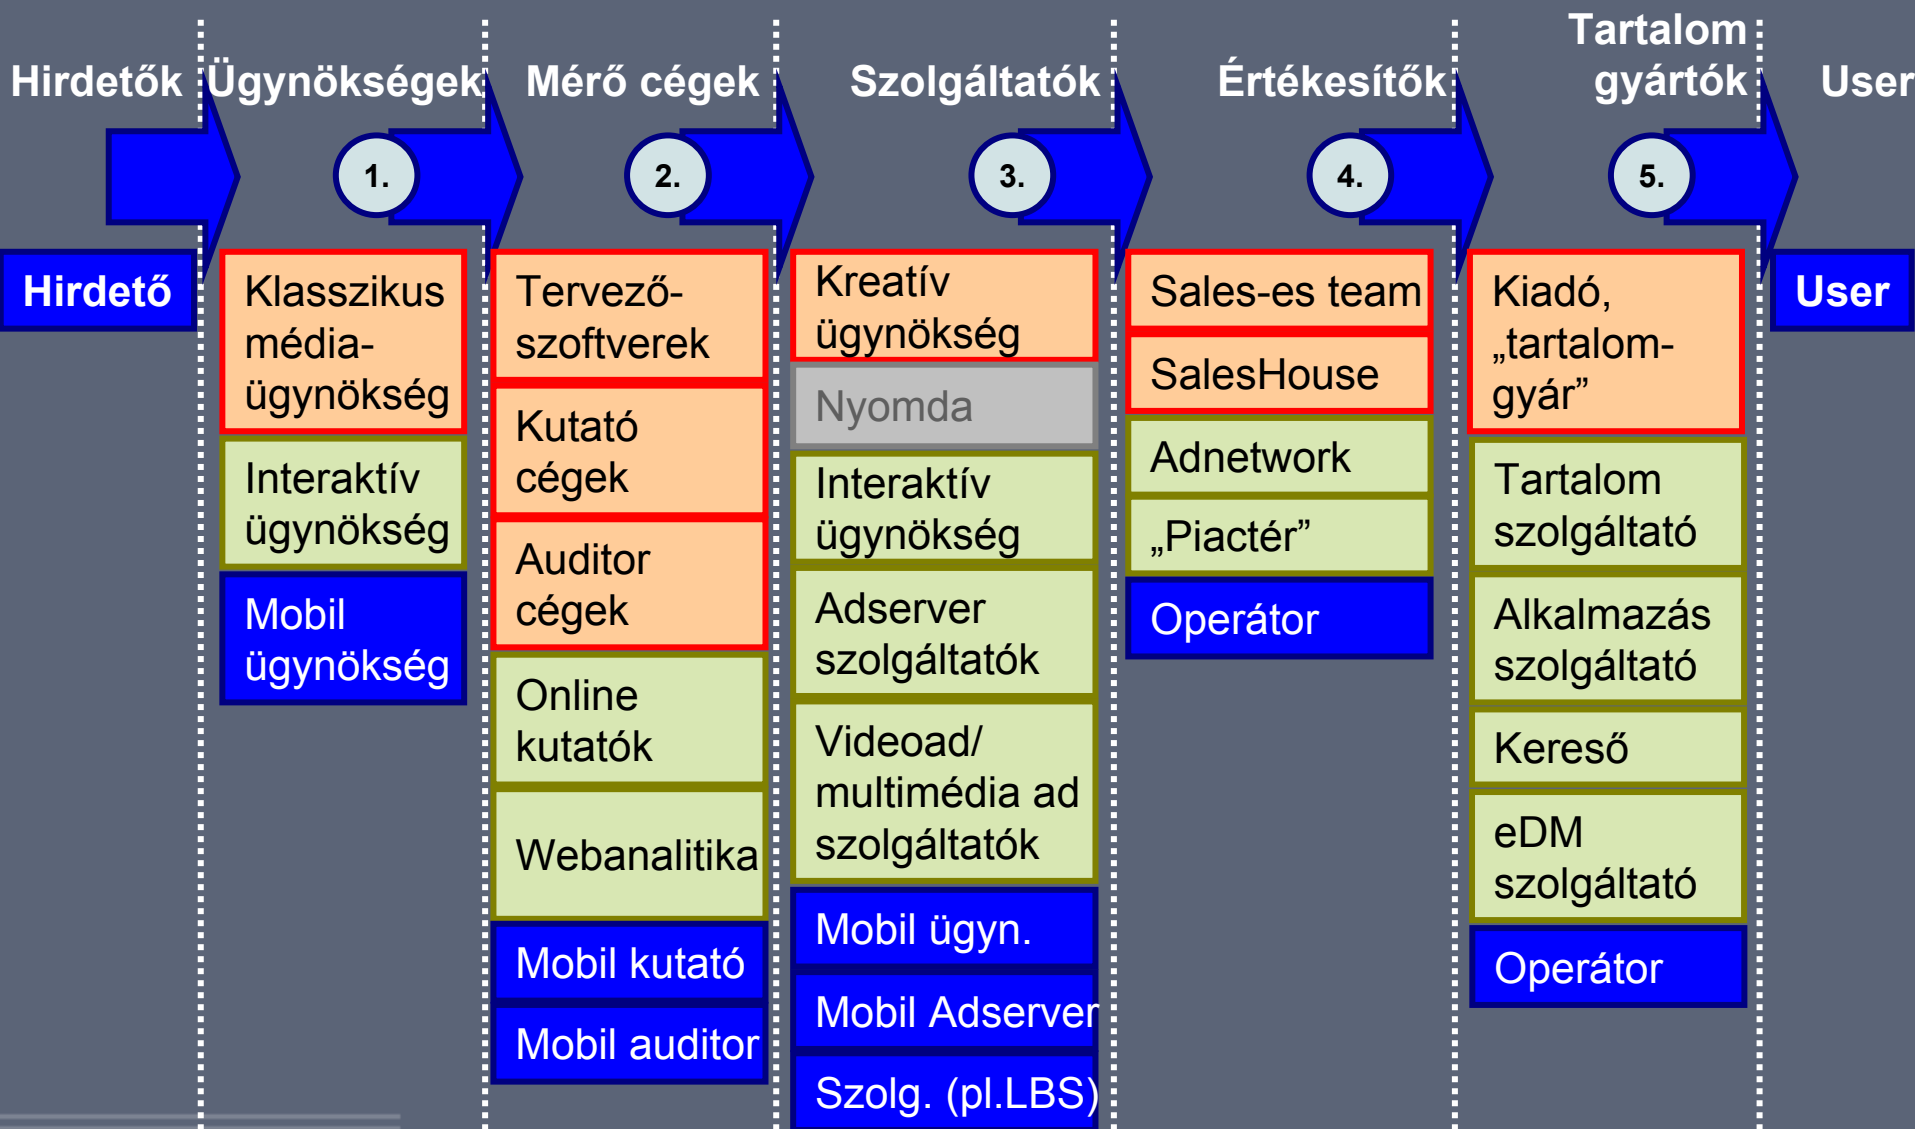 Hirdetők
Ügynökségek
Mérő cégek
Szolgáltatók
Értékesítők
Tartalom
gyártók
User
1.
2.
3.
4.
5.
Hirdető
Klasszikus
média-
ügynökség
Interaktív
ügynökség
Mobil
ügynökség
Tervező-
szoftverek
Kutató
cégek
Auditor
cégek
Online
kutatók
Webanalitika
Mobil kutató
Mobil auditor
Kreatív
ügynökség
Nyomda
Interaktív
ügynökség
Adserver
szolgáltatók
Videoad/
multimédia ad
szolgáltatók
Mobil ügyn.
Mobil Adserver
Szolg. (pl.LBS)
Sales-es team
SalesHouse
Adnetwork
„Piactér”
Operátor
Kiadó,
„tartalom-
gyár”
Tartalom
szolgáltató
Alkalmazás
szolgáltató
Kereső
eDM
szolgáltató
Operátor
User